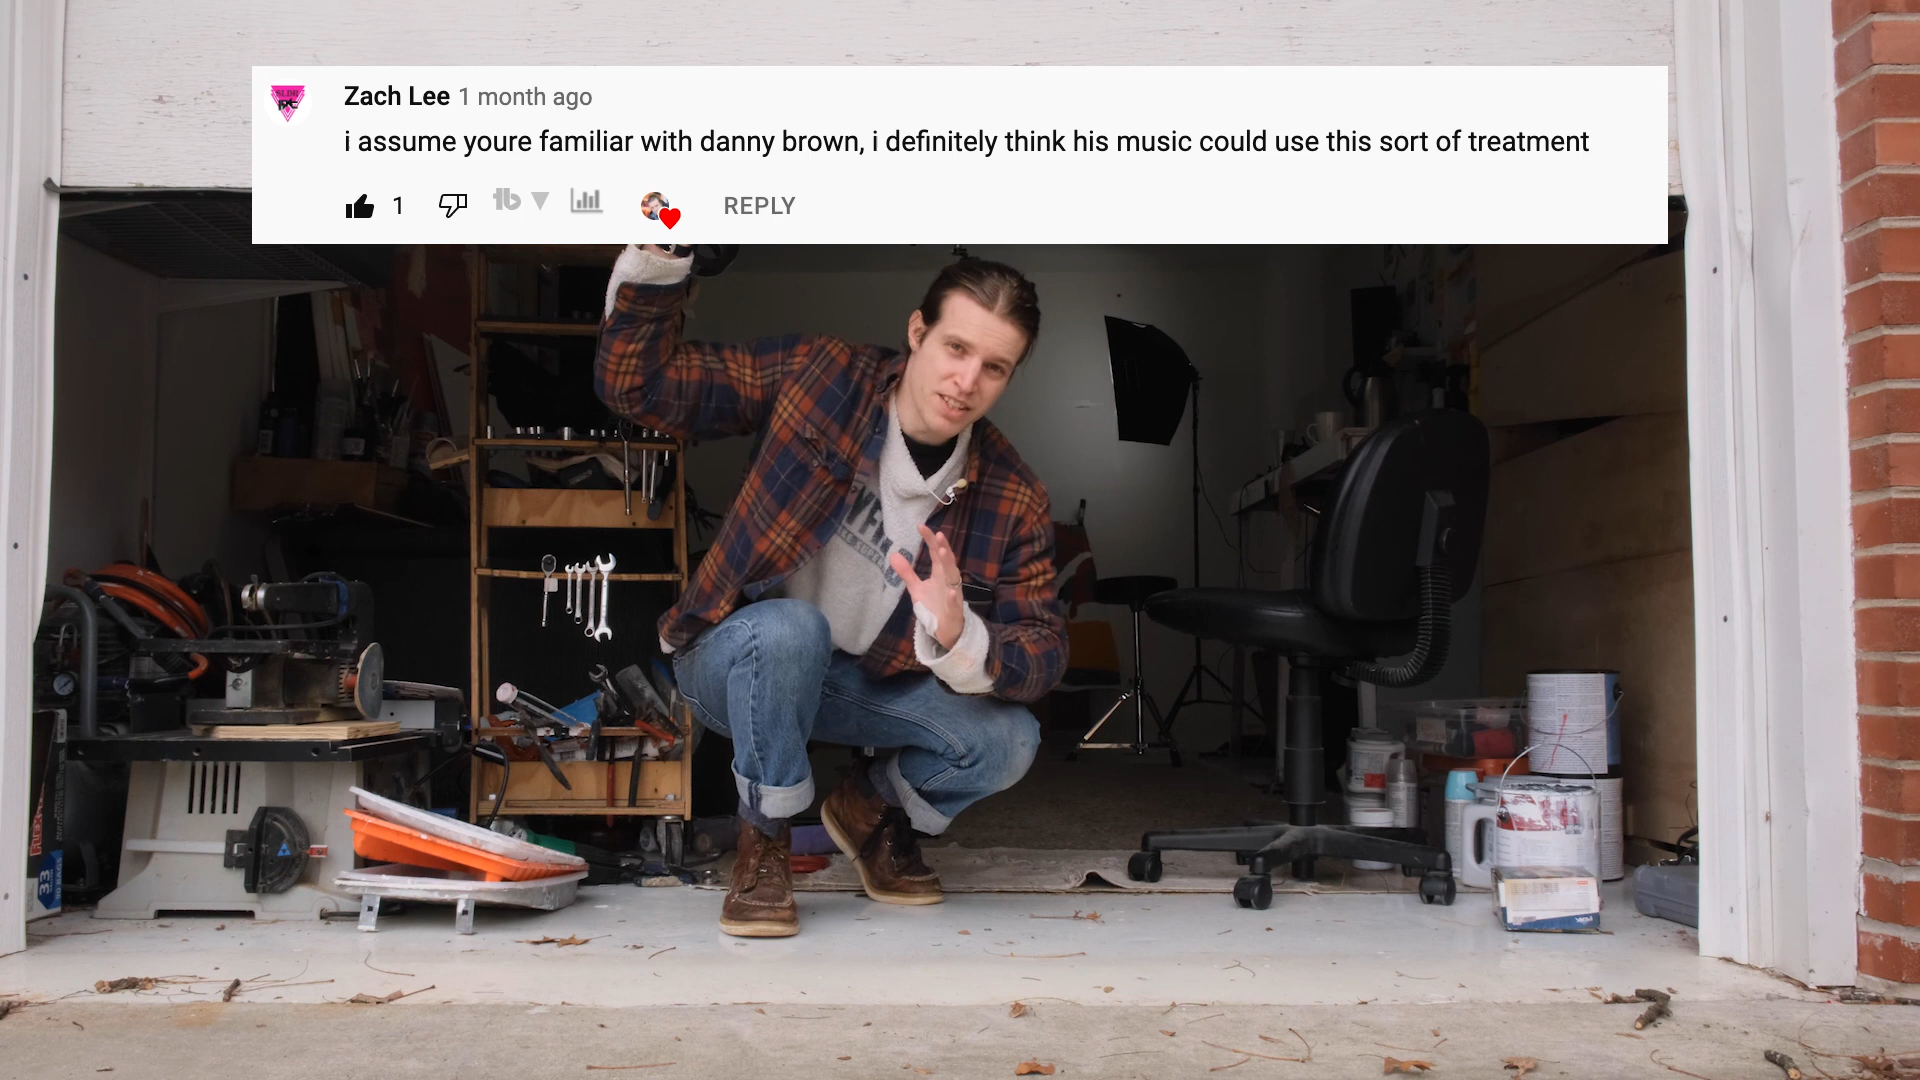 Zach Lee 1 month ago
i assume youre familiar with danny brown, i definitely think his music could use this sort of treatment
1
REPLY
33